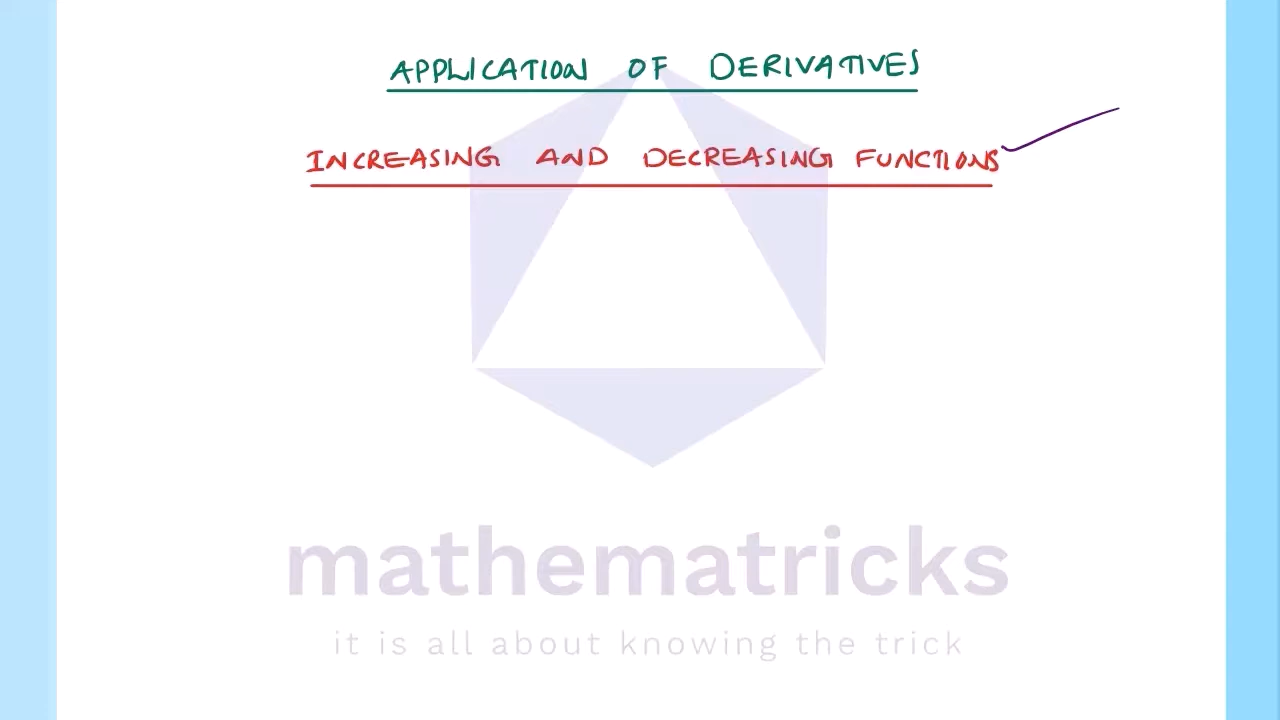 APPLICATION OF DERIVATIVES
INCREASING AND DECREASING FUNCTIONS
mathematricks
it is all about knowing the trick